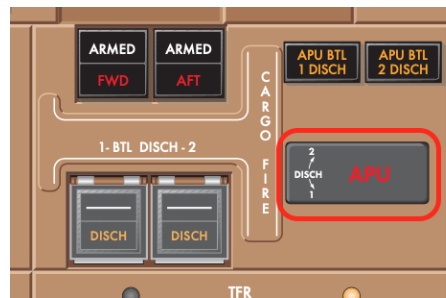 ARMED
FWD
ARMED
AFT
CARGO FIRE
APU BTL
1 DISCH
APU BTL
2 DISCH
1- BTL DISCH - 2
DISCH
DISCH
2
DISCH
1
APU
TFR